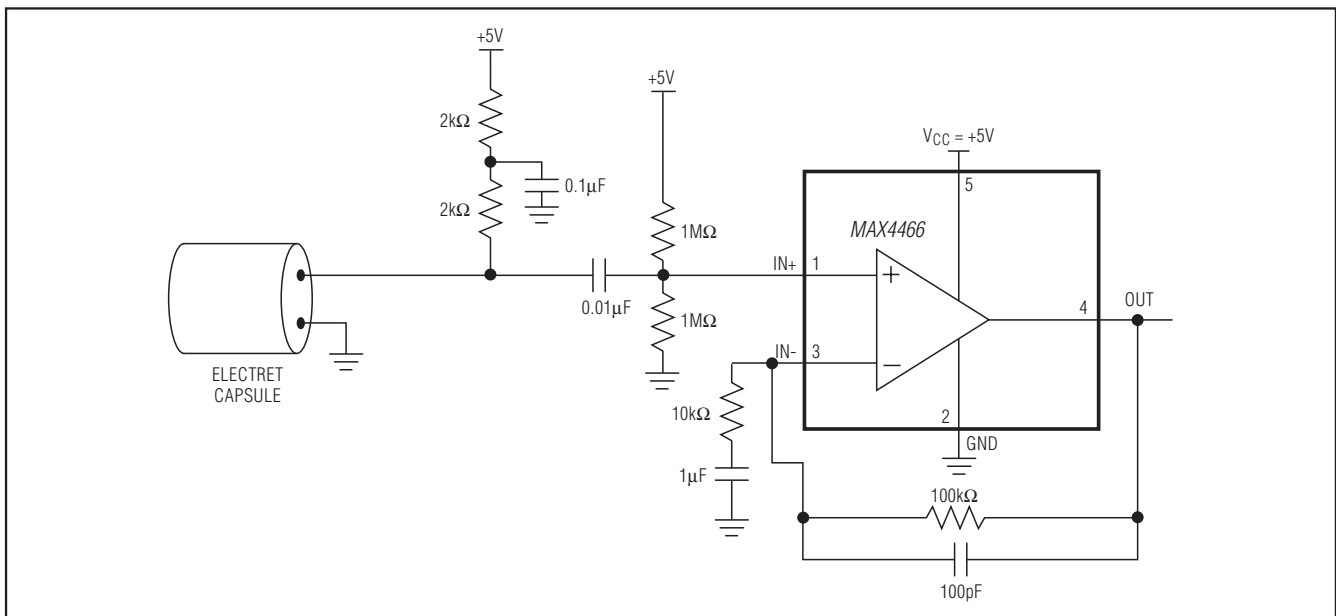 +5V
2kΩ
0.1µF
2kΩ
+5V
1MΩ
1MΩ
0.01µF
ELECTRET
CAPSULE
VCC = +5V
5
MAX4466
IN+
1
+
IN-
3
−
4
OUT
2
GND
10kΩ
1µF
100kΩ
100pF